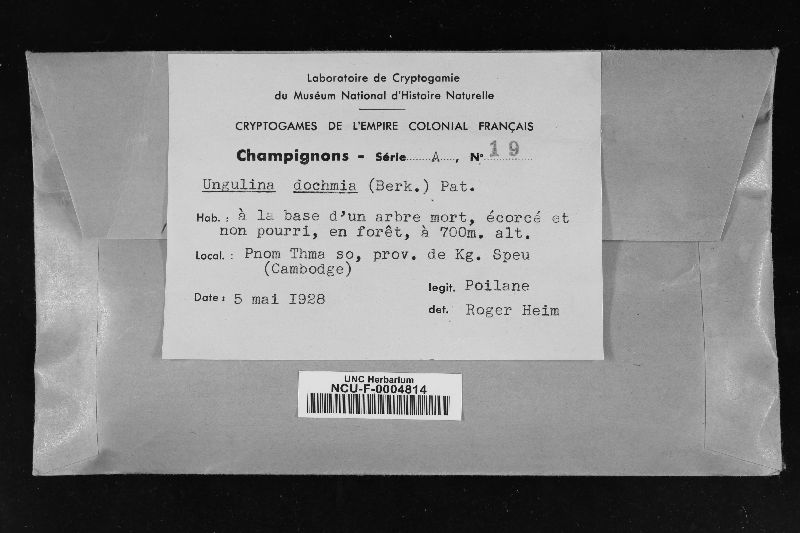 Laboratoire de Cryptogamie
du Muséum National d'Histoire Naturelle
CRYPTOGAMES DE L'EMPIRE COLONIAL FRANÇAIS
Champignons - Série A, N° 19
Ungulina dochmia (Berk.) Pat.
Hab. : à la base d'un arbre mort, écorcé et
non pourri, en forêt, à 700m. alt.
Local. : Pnom Thma so, prov. de Kg. Speu
(Cambodge)
legit. Poilane
Date : 5 mai I928
det. Roger Heim
UNC Herbarium
NCU-F-0004814